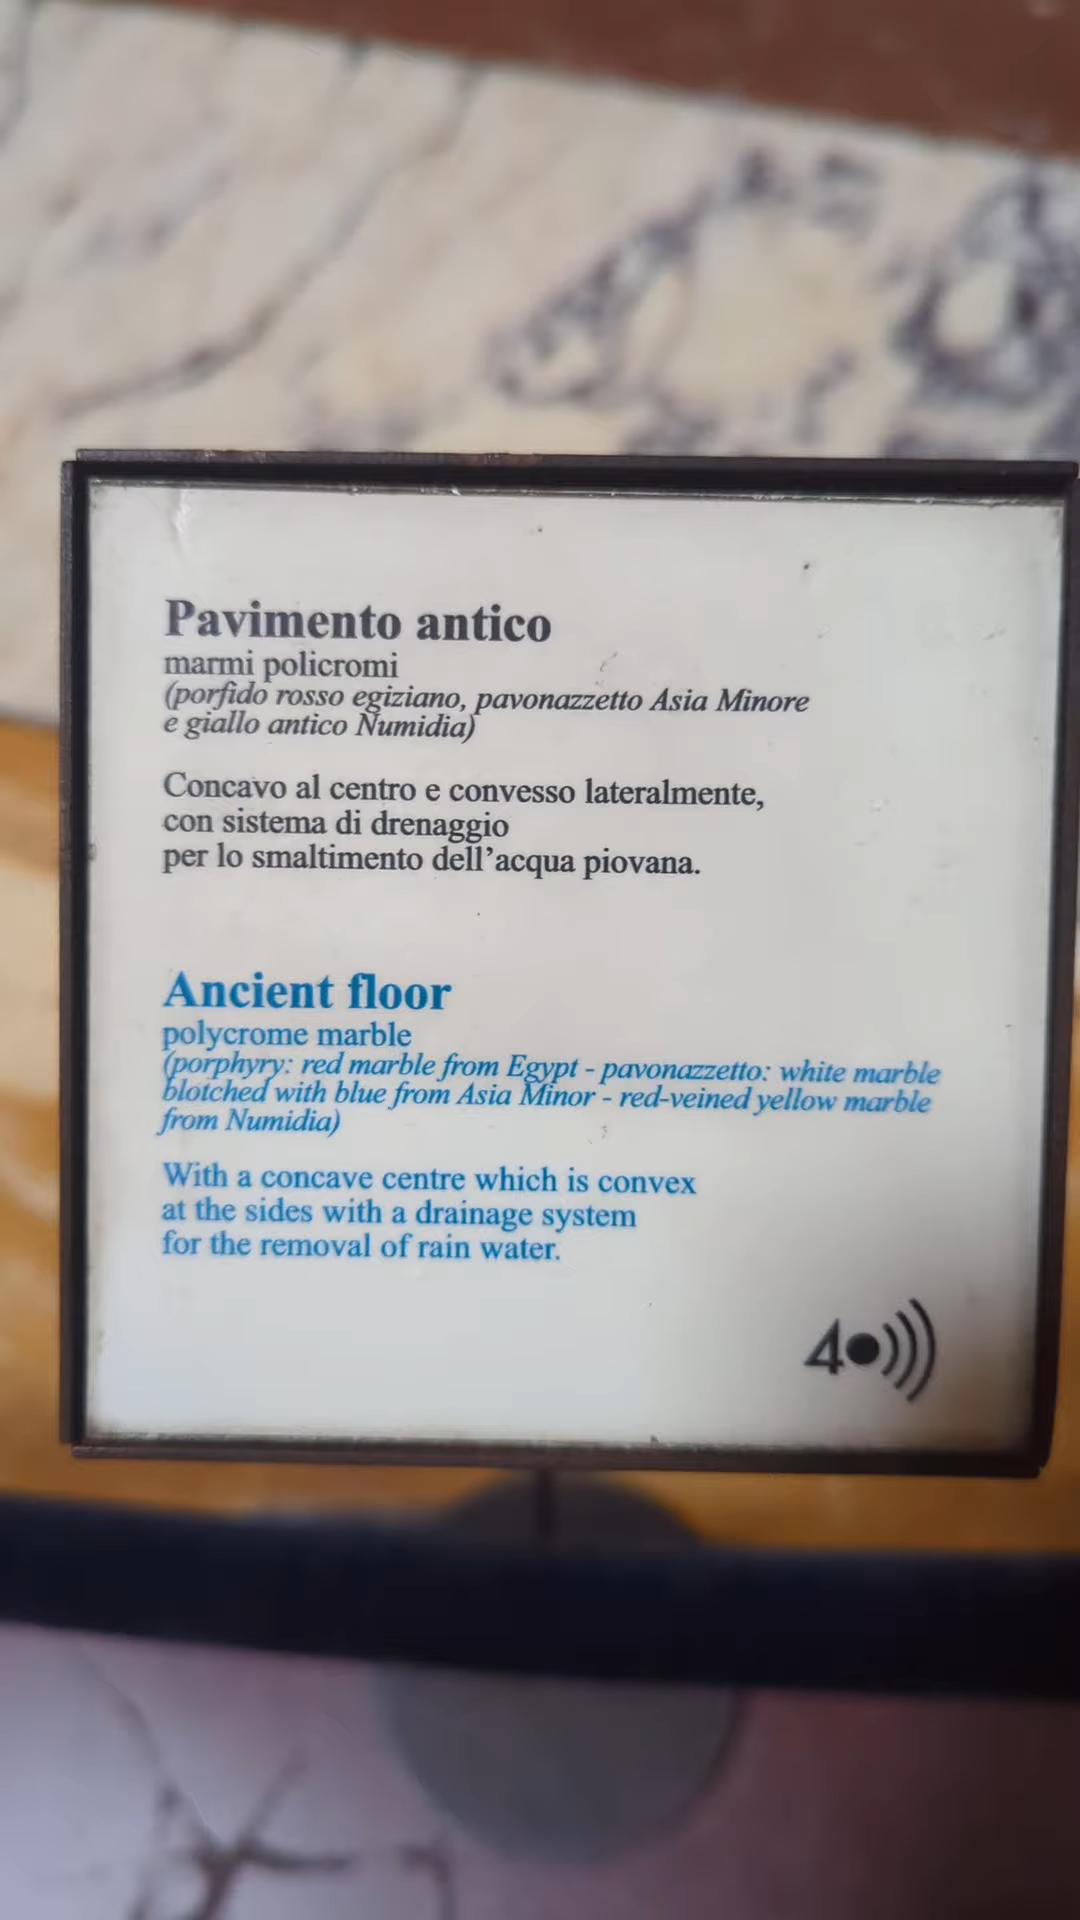 Pavimento antico
marmi policromi
(porfido rosso egiziano, pavonazzetto Asia Minore
e giallo antico Numidia)
Concavo al centro e convesso lateralmente,
con sistema di drenaggio
per lo smaltimento dell’acqua piovana.
Ancient floor
polycrome marble
(porphyry: red marble from Egypt - pavonazzetto: white marble
blotched with blue from Asia Minor - red-veined yellow marble
from Numidia)
With a concave centre which is convex
at the sides with a drainage system
for the removal of rain water.
4